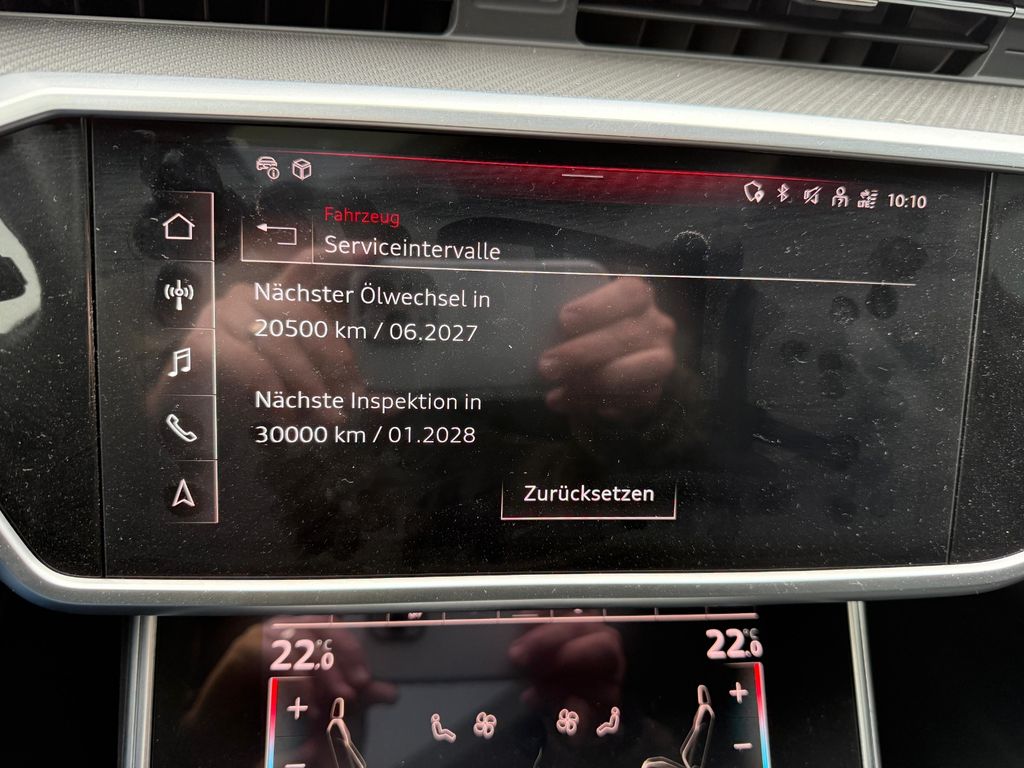 10:10
Fahrzeug
Serviceintervalle
Nächster Ölwechsel in
20500 km / 06.2027
Nächste Inspektion in
30000 km / 01.2028
Zurücksetzen
22.0 °C
22.0 °C